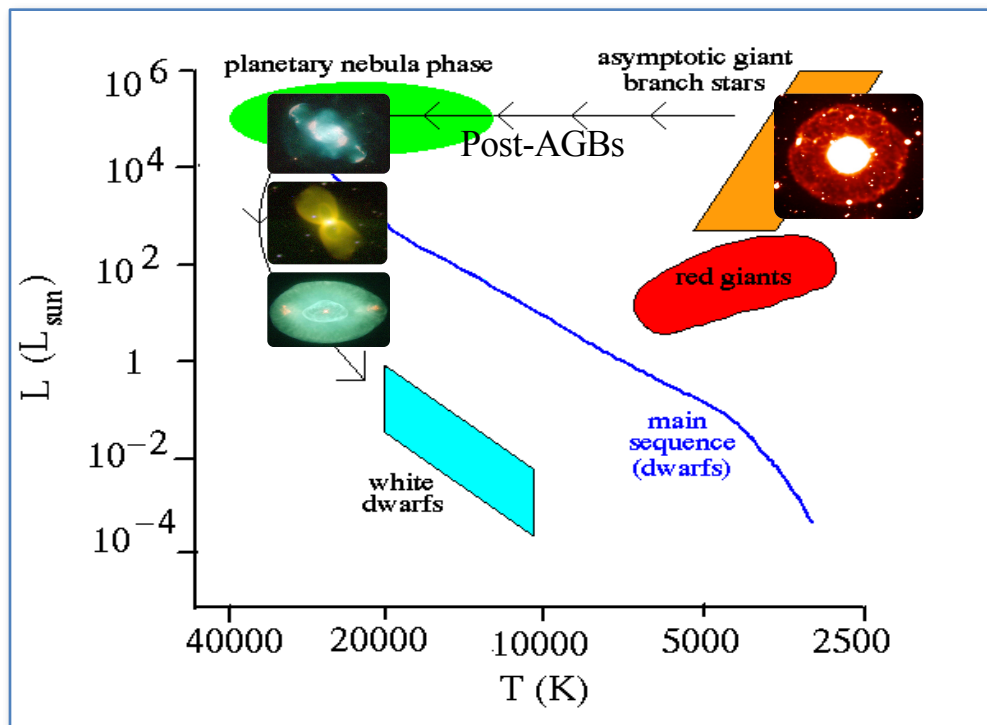 planetary nebula phase
asymptotic giant
branch stars
Post-AGBs
red giants
main
sequence
(dwarfs)
white
dwarfs
L (L_sun)
10^6
10^4
10^2
1
10^−2
10^−4
40000
20000
10000
5000
2500
T (K)